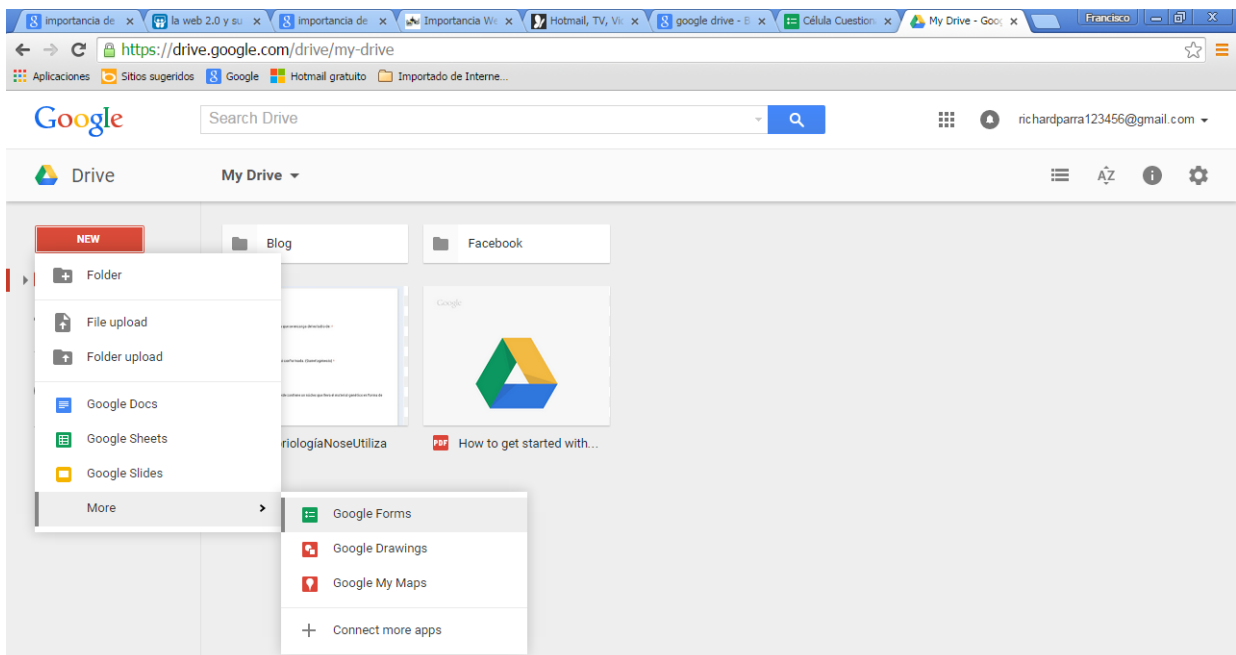 importancia de
la web 2.0 y su
importancia de
Importancia We
Hotmail, TV, Vi
google drive - B
Célula Cuestion
My Drive - Goog
Francisco
https://drive.google.com/drive/my-drive
Aplicaciones
Sitios sugeridos
Google
Hotmail gratuito
Importado de Interne...
Google
Search Drive
richardparra123456@gmail.com
Drive
My Drive
AZ
NEW
Blog
Facebook
Folder
File upload
Folder upload
Google Docs
Google Sheets
Google Slides
More
Google
riologíaNoseUtiliza
PDF
How to get started with...
Google Forms
Google Drawings
Google My Maps
Connect more apps